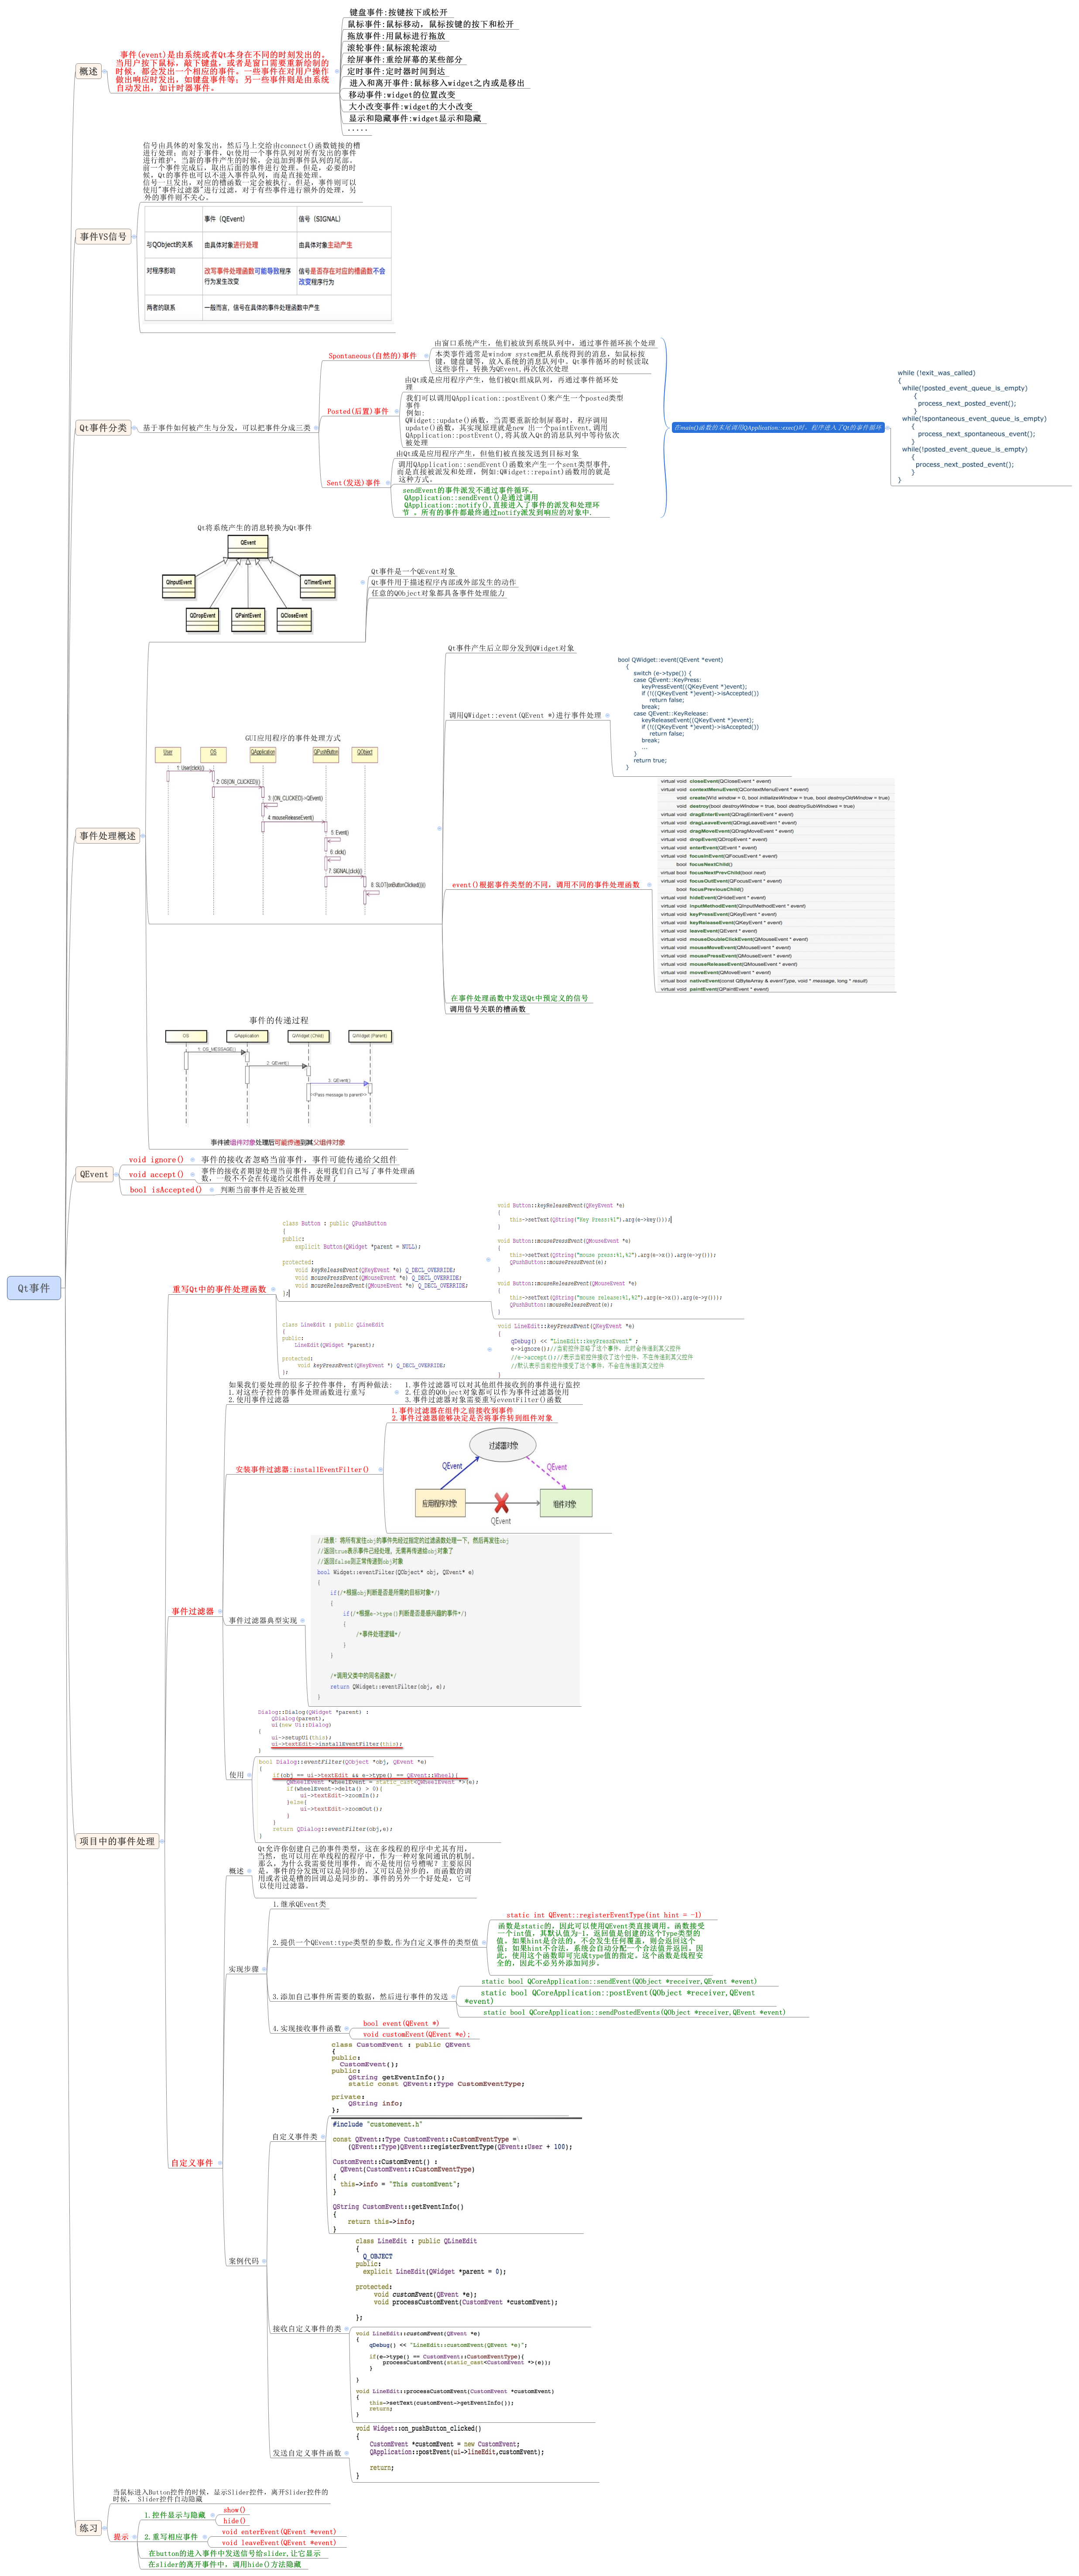 Qt事件
概述
事件(event)是由系统或者Qt本身在不同的时刻发出的。
当用户按下鼠标，敲下键盘，或者是窗口需要重新绘制的
时候，都会发出一个相应的事件。一些事件在对用户操作
做出响应时发出，如键盘事件等；另一些事件则是由系统
自动发出，如计时器事件。
键盘事件:按键按下或松开
鼠标事件:鼠标移动，鼠标按键的按下和松开
拖放事件:用鼠标进行拖放
滚轮事件:鼠标滚轮滚动
绘屏事件:重绘屏幕的某些部分
定时事件:定时器时间到达
进入和离开事件:鼠标移入widget之内或是移出
移动事件:widget的位置改变
大小改变事件:widget的大小改变
显示和隐藏事件:widget显示和隐藏
.....
事件VS信号
信号由具体的对象发出，然后马上交给由connect()函数链接的槽
进行处理；而对于事件，Qt使用一个事件队列对所有发出的事件
进行维护，当新的事件产生的时候，会追加到事件队列的尾部。
前一个事件完成后，取出后面的事件进行处理。但是，必要的时
候，Qt的事件也可以不进入事件队列，而是直接处理。
信号一旦发出，对应的槽函数一定会被执行。但是，事件则可以
使用"事件过滤器"进行过滤，对于有些事件进行额外的处理，另
外的事件则不关心。
事件（QEvent） 信号（SIGNAL）
与QObject的关系 由具体对象进行处理 由具体对象主动产生
对程序影响 改写事件处理函数可能导致程序行为发生改变 信号是否存在对应的槽函数不会改变程序行为
两者的联系 一般而言，信号在具体的事件处理函数中产生
Qt事件分类
基于事件如何被产生与分发，可以把事件分成三类
Spontaneous(自然的)事件
由窗口系统产生，他们被放到系统队列中，通过事件循环挨个处理
本类事件通常是window system把从系统得到的消息，如鼠标按
键，键盘键等，放入系统的消息队列中。Qt事件循环的时候读取
这些事件，转换为QEvent,再次依次处理
Posted(后置)事件
由Qt或是应用程序产生，他们被Qt组成队列，再通过事件循环处
理
我们可以调用QApplication::postEvent()来产生一个posted类型
事件
例如:
QWidget::update()函数，当需要重新绘制屏幕时，程序调用
update()函数，其实现原理就是new 出一个paintEvent,调用
QApplication::postEvent(),将其放入Qt的消息队列中等待依次
被处理
Sent(发送)事件
由Qt或是应用程序产生，但他们被直接发送到目标对象
调用QApplication::sendEvent()函数来产生一个sent类型事件,
而是直接被派发和处理，例如:QWidget::repaint)函数用的就是
这种方式。
sendEvent的事件派发不通过事件循环。
QApplication::sendEvent()是通过调用
QApplication::notify(),直接进入了事件的派发和处理环
节 。所有的事件都最终通过notify派发到响应的对象中.
在main()函数的末尾调用QApplication::exec()时，程序进入了Qt的事件循环
while (!exit_was_called)
{
while(!posted_event_queue_is_empty)
{
process_next_posted_event();
}
while(!spontaneous_event_queue_is_empty)
{
process_next_spontaneous_event();
}
while(!posted_event_queue_is_empty)
{
process_next_posted_event();
}
}
事件处理概述
Qt将系统产生的消息转换为Qt事件
QEvent
QInputEvent
QTimerEvent
QDropEvent
QPaintEvent
QCloseEvent
Qt事件是一个QEvent对象
Qt事件用于描述程序内部或外部发生的动作
任意的QObject对象都具备事件处理能力
GUI应用程序的事件处理方式
User OS QApplication QPushButton QObject
1: User(click)()
2: OS(ON_CLICKED)()
3: (ON_CLICKED)->QEvent()
4: mouseReleaseEvent()
5: Event()
6: click()
7: SIGNAL(click)()
8: SLOT(onButtonClicked())()
Qt事件产生后立即分发到QWidget对象
调用QWidget::event(QEvent *)进行事件处理
bool QWidget::event(QEvent *event)
{
switch (e->type()) {
case QEvent::KeyPress:
keyPressEvent((QKeyEvent *)event);
if (!((QKeyEvent *)event)->isAccepted())
return false;
break;
case QEvent::KeyRelease:
keyReleaseEvent((QKeyEvent *)event);
if (!((QKeyEvent *)event)->isAccepted())
return false;
break;
...
}
return true;
}
event()根据事件类型的不同，调用不同的事件处理函数
virtual void closeEvent(QCloseEvent * event)
virtual void contextMenuEvent(QContextMenuEvent * event)
void create(WId window = 0, bool initializeWindow = true, bool destroyOldWindow = true)
void destroy(bool destroyWindow = true, bool destroySubWindows = true)
virtual void dragEnterEvent(QDragEnterEvent * event)
virtual void dragLeaveEvent(QDragLeaveEvent * event)
virtual void dragMoveEvent(QDragMoveEvent * event)
virtual void dropEvent(QDropEvent * event)
virtual void enterEvent(QEvent * event)
virtual void focusInEvent(QFocusEvent * event)
bool focusNextChild()
virtual bool focusNextPrevChild(bool next)
virtual void focusOutEvent(QFocusEvent * event)
bool focusPreviousChild()
virtual void hideEvent(QHideEvent * event)
virtual void inputMethodEvent(QInputMethodEvent * event)
virtual void keyPressEvent(QKeyEvent * event)
virtual void keyReleaseEvent(QKeyEvent * event)
virtual void leaveEvent(QEvent * event)
virtual void mouseDoubleClickEvent(QMouseEvent * event)
virtual void mouseMoveEvent(QMouseEvent * event)
virtual void mousePressEvent(QMouseEvent * event)
virtual void mouseReleaseEvent(QMouseEvent * event)
virtual void moveEvent(QMoveEvent * event)
virtual bool nativeEvent(const QByteArray & eventType, void * message, long * result)
virtual void paintEvent(QPaintEvent * event)
在事件处理函数中发送Qt中预定义的信号
调用信号关联的槽函数
事件的传递过程
OS QApplication QWidget (Child) QWidget (Parent)
1: OS_MESSAGE()
2: QEvent()
3: QEvent()
<<Pass message to parent>>
事件被组件对象处理后可能传递到其父组件对象
QEvent
void ignore()
事件的接收者忽略当前事件，事件可能传递给父组件
void accept()
事件的接收者期望处理当前事件，表明我们自己写了事件处理函
数，一般不不会在传递给父组件再处理了
bool isAccepted()
判断当前事件是否被处理
项目中的事件处理
重写Qt中的事件处理函数
class Button : public QPushButton
{
public:
explicit Button(QWidget *parent = NULL);
protected:
void keyReleaseEvent(QKeyEvent *e) Q_DECL_OVERRIDE;
void mousePressEvent(QMouseEvent *e) Q_DECL_OVERRIDE;
void mouseReleaseEvent(QMouseEvent *e) Q_DECL_OVERRIDE;
};
void Button::keyReleaseEvent(QKeyEvent *e)
{
this->setText(QString("Key Press:%1").arg(e->key()));
}
void Button::mousePressEvent(QMouseEvent *e)
{
this->setText(QString("mouse press:%1,%2").arg(e->x()).arg(e->y()));
QPushButton::mousePressEvent(e);
}
void Button::mouseReleaseEvent(QMouseEvent *e)
{
this->setText(QString("mouse release:%1,%2").arg(e->x()).arg(e->y()));
QPushButton::mouseReleaseEvent(e);
}
class LineEdit : public QLineEdit
{
public:
LineEdit(QWidget *parent);
protected:
void keyPressEvent(QKeyEvent *) Q_DECL_OVERRIDE;
};
void LineEdit::keyPressEvent(QKeyEvent *e)
{
qDebug() << "LineEdit::keyPressEvent" ;
e->ignore();//当前控件忽略了这个事件，此时会传递到其父控件
//e->accept();//表示当前控件接收了这个控件，不在传递到其父控件
//默认表示当前控件接受了这个事件，不会在传递到其父控件
}
事件过滤器
如果我们要处理的很多子控件事件，有两种做法:
1.对这些子控件的事件处理函数进行重写
2.使用事件过滤器
1.事件过滤器可以对其他组件接收到的事件进行监控
2.任意的QObject对象都可以作为事件过滤器使用
3.事件过滤器对象需要重写eventFilter()函数
安装事件过滤器:installEventFilter()
1.事件过滤器在组件之前接收到事件
2.事件过滤器能够决定是否将事件转到组件对象
过滤器对象
QEvent
QEvent
应用程序对象
组件对象
QEvent
事件过滤器典型实现
//场景：将所有发往obj的事件先经过指定的过滤函数处理一下，然后再发往obj
//返回true表示事件已经处理，无需再传递给obj对象了
//返回false则正常传递到obj对象
bool Widget::eventFilter(QObject* obj, QEvent* e)
{
if(/*根据obj判断是否是所需的目标对象*/)
{
if(/*根据e->type()判断是否是感兴趣的事件*/)
{
/*事件处理逻辑*/
}
}
/*调用父类中的同名函数*/
return QWidget::eventFilter(obj, e);
}
使用
Dialog::Dialog(QWidget *parent) :
QDialog(parent),
ui(new Ui::Dialog)
{
ui->setupUi(this);
ui->textEdit->installEventFilter(this);
}
bool Dialog::eventFilter(QObject *obj, QEvent *e)
{
if(obj == ui->textEdit && e->type() == QEvent::Wheel){
QWheelEvent *wheelEvent = static_cast<QWheelEvent *>(e);
if(wheelEvent->delta() > 0){
ui->textEdit->zoomIn();
}else{
ui->textEdit->zoomOut();
}
}
return QDialog::eventFilter(obj,e);
}
自定义事件
概述
Qt允许你创建自己的事件类型，这在多线程的程序中尤其有用，
当然，也可以用在单线程的程序中，作为一种对象间通讯的机制。
那么，为什么我需要使用事件，而不是使用信号槽呢？主要原因
是，事件的分发既可以是同步的，又可以是异步的，而函数的调
用或者说是槽的回调总是同步的。事件的另外一个好处是，它可
以使用过滤器。
实现步骤
1.继承QEvent类
2.提供一个QEvent:type类型的参数,作为自定义事件的类型值
static int QEvent::registerEventType(int hint = -1)
函数是static的，因此可以使用QEvent类直接调用。函数接受
一个int值，其默认值为-1，返回值是创建的这个Type类型的
值。如果hint是合法的，不会发生任何覆盖，则会返回这个
值；如果hint不合法，系统会自动分配一个合法值并返回。因
此，使用这个函数即可完成type值的指定。这个函数是线程安
全的，因此不必另外添加同步。
3.添加自己事件所需要的数据，然后进行事件的发送
static bool QCoreApplication::sendEvent(QObject *receiver,QEvent *event)
static bool QCoreApplication::postEvent(QObject *receiver,QEvent
*event)
static bool QCoreApplication::sendPostedEvents(QObject *receiver,QEvent *event)
4.实现接收事件函数
bool event(QEvent *)
void customEvent(QEvent *e);
案例代码
自定义事件类
class CustomEvent : public QEvent
{
public:
CustomEvent();
public:
QString getEventInfo();
static const QEvent::Type CustomEventType;
private:
QString info;
};
#include "customevent.h"
const QEvent::Type CustomEvent::CustomEventType =\
(QEvent::Type)QEvent::registerEventType(QEvent::User + 100);
CustomEvent::CustomEvent() :
QEvent(CustomEvent::CustomEventType)
{
this->info = "This customEvent";
}
QString CustomEvent::getEventInfo()
{
return this->info;
}
接收自定义事件的类
class LineEdit : public QLineEdit
{
Q_OBJECT
public:
explicit LineEdit(QWidget *parent = 0);
protected:
void customEvent(QEvent *e);
void processCustomEvent(CustomEvent *customEvent);
};
void LineEdit::customEvent(QEvent *e)
{
qDebug() << "LineEdit::customEvent(QEvent *e)";
if(e->type() == CustomEvent::CustomEventType){
processCustomEvent(static_cast<CustomEvent *>(e));
}
}
void LineEdit::processCustomEvent(CustomEvent *customEvent)
{
this->setText(customEvent->getEventInfo());
return;
}
发送自定义事件函数
void Widget::on_pushButton_clicked()
{
CustomEvent *customEvent = new CustomEvent;
QApplication::postEvent(ui->lineEdit,customEvent);
return;
}
练习
当鼠标进入Button控件的时候，显示Slider控件，离开Slider控件的
时候， Slider控件自动隐藏
提示
1.控件显示与隐藏
show()
hide()
2.重写相应事件
void enterEvent(QEvent *event)
void leaveEvent(QEvent *event)
在button的进入事件中发送信号给slider,让它显示
在slider的离开事件中，调用hide()方法隐藏